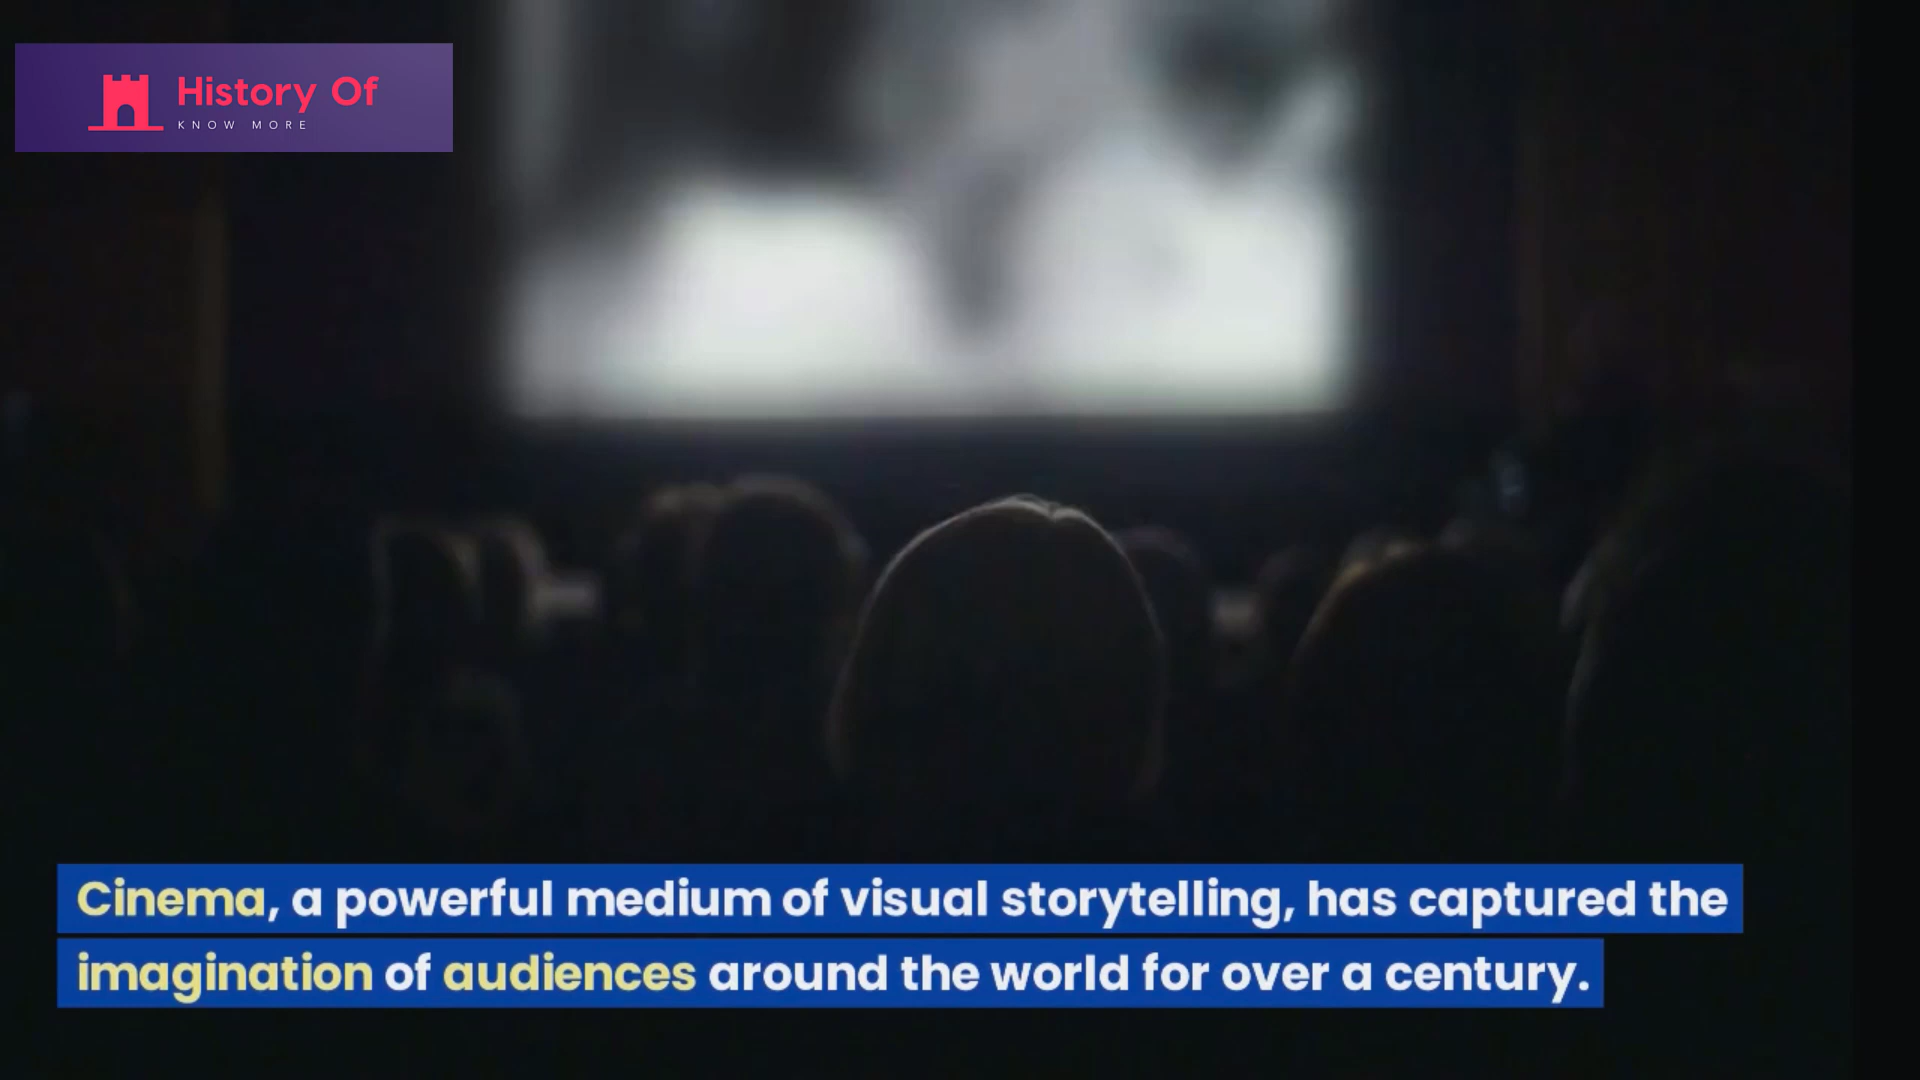 History Of
KNOW MORE
Cinema, a powerful medium of visual storytelling, has captured the
imagination of audiences around the world for over a century.